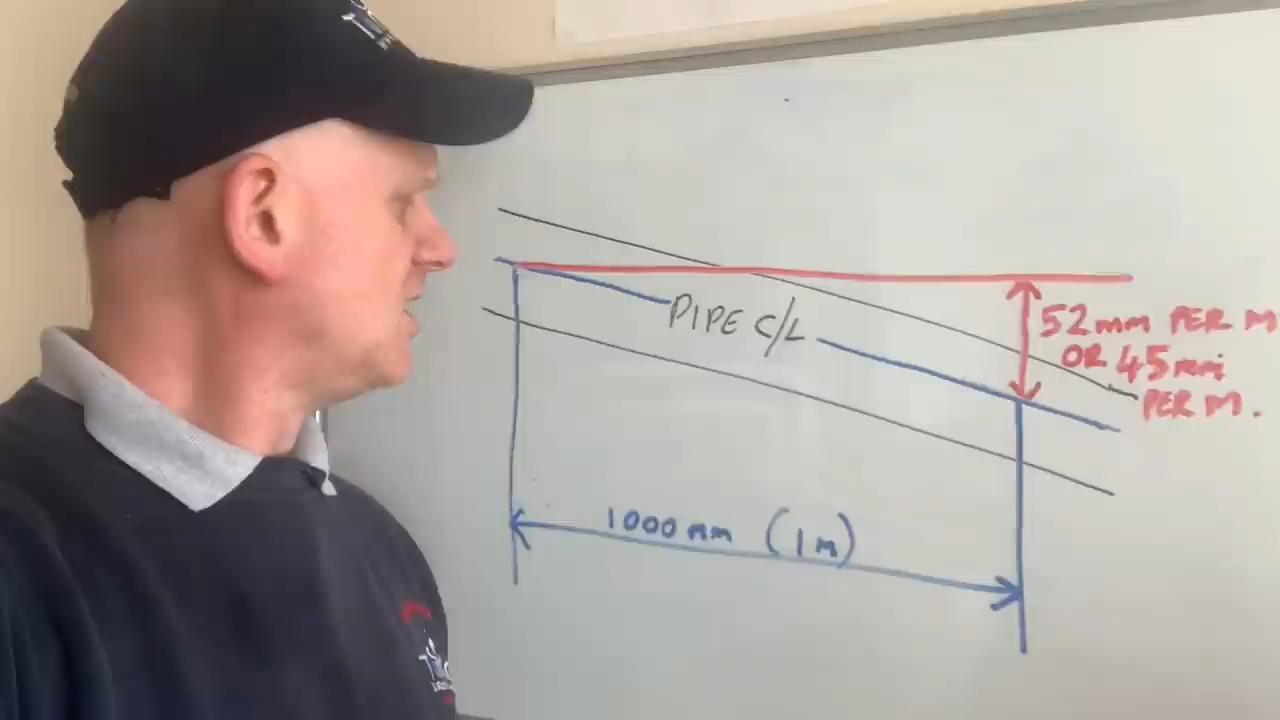 PIPE C/L
52mm PER M
OR 45mm
PER M.
1000mm (1M)